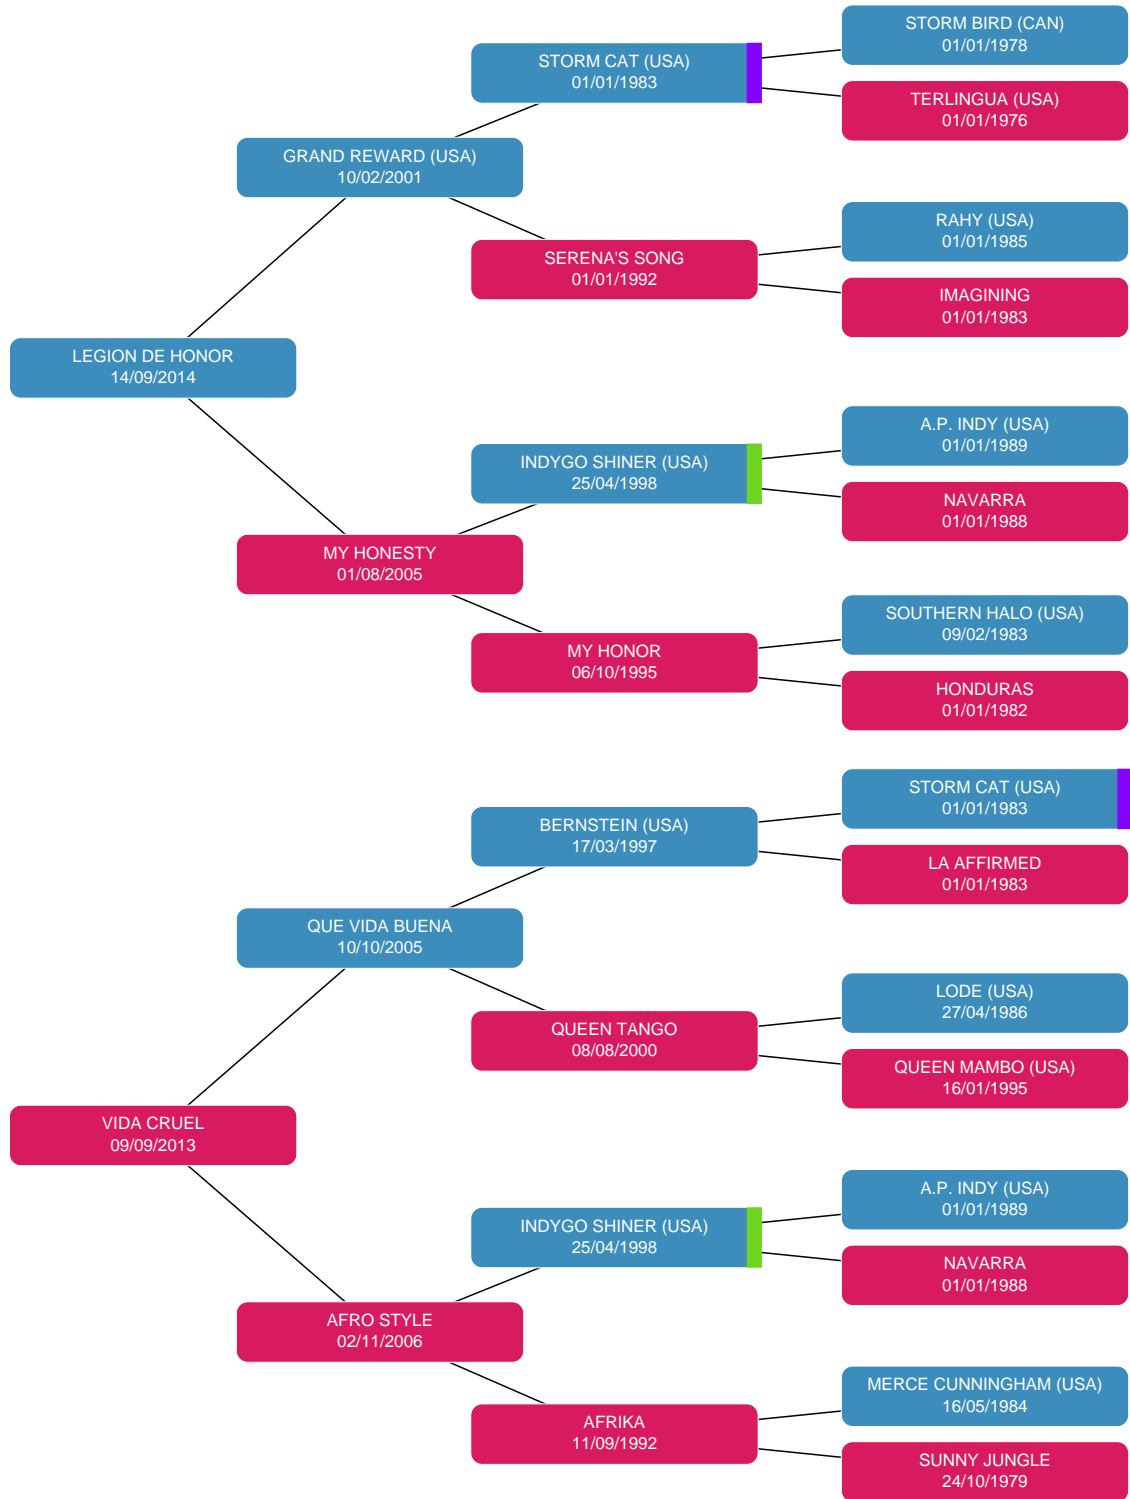 STORM BIRD (CAN)
01/01/1978
STORM CAT (USA)
01/01/1983
TERLINGUA (USA)
01/01/1976
GRAND REWARD (USA)
10/02/2001
RAHY (USA)
01/01/1985
SERENA'S SONG
01/01/1992
IMAGINING
01/01/1983
LEGION DE HONOR
14/09/2014
A.P. INDY (USA)
01/01/1989
INDYGO SHINER (USA)
25/04/1998
NAVARRA
01/01/1988
MY HONESTY
01/08/2005
SOUTHERN HALO (USA)
09/02/1983
MY HONOR
06/10/1995
HONDURAS
01/01/1982
STORM CAT (USA)
01/01/1983
BERNSTEIN (USA)
17/03/1997
LA AFFIRMED
01/01/1983
QUE VIDA BUENA
10/10/2005
LODE (USA)
27/04/1986
QUEEN TANGO
08/08/2000
QUEEN MAMBO (USA)
16/01/1995
VIDA CRUEL
09/09/2013
A.P. INDY (USA)
01/01/1989
INDYGO SHINER (USA)
25/04/1998
NAVARRA
01/01/1988
AFRO STYLE
02/11/2006
MERCE CUNNINGHAM (USA)
16/05/1984
AFRIKA
11/09/1992
SUNNY JUNGLE
24/10/1979